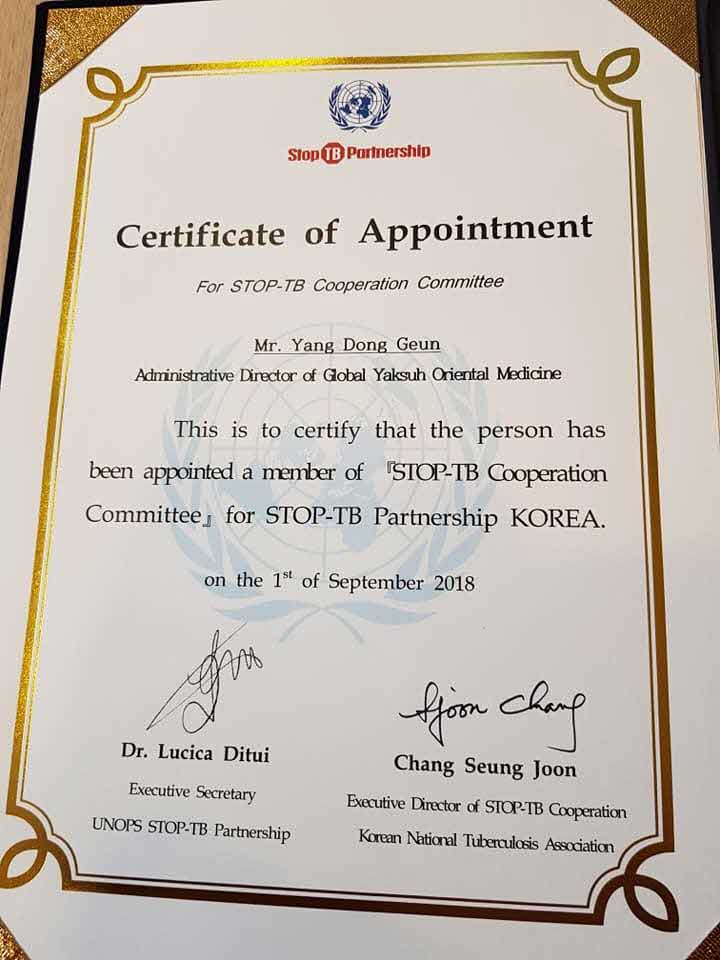 Stop TB Partnership
Certificate of Appointment
For STOP-TB Cooperation Committee
Mr. Yang Dong Geun
Administrative Director of Global Yaksuh Oriental Medicine
This is to certify that the person has
been appointed a member of 『STOP-TB Cooperation
Committee』 for STOP-TB Partnership KOREA.
on the 1st of September 2018
Sjoon Chang
Dr. Lucica Ditui
Chang Seung Joon
Executive Secretary
Executive Director of STOP-TB Cooperation
UNOPS STOP-TB Partnership
Korean National Tuberculosis Association